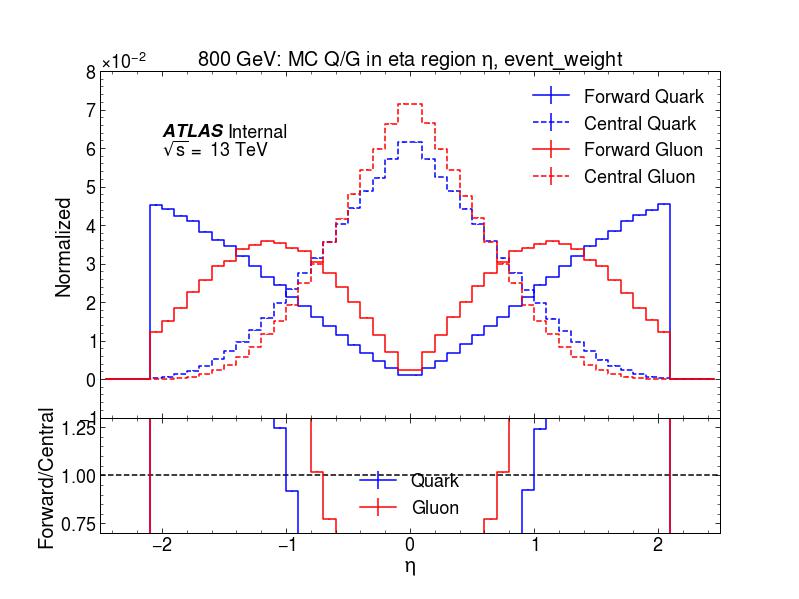 800 GeV: MC Q/G in eta region η, event_weight
×10⁻²
8
7
6
5
4
3
2
1
0
−1
Normalized
ATLAS Internal
√s = 13 TeV
Forward Quark
Central Quark
Forward Gluon
Central Gluon
1.25
1.00
0.75
Forward/Central
Quark
Gluon
−2 −1 0 1 2
η